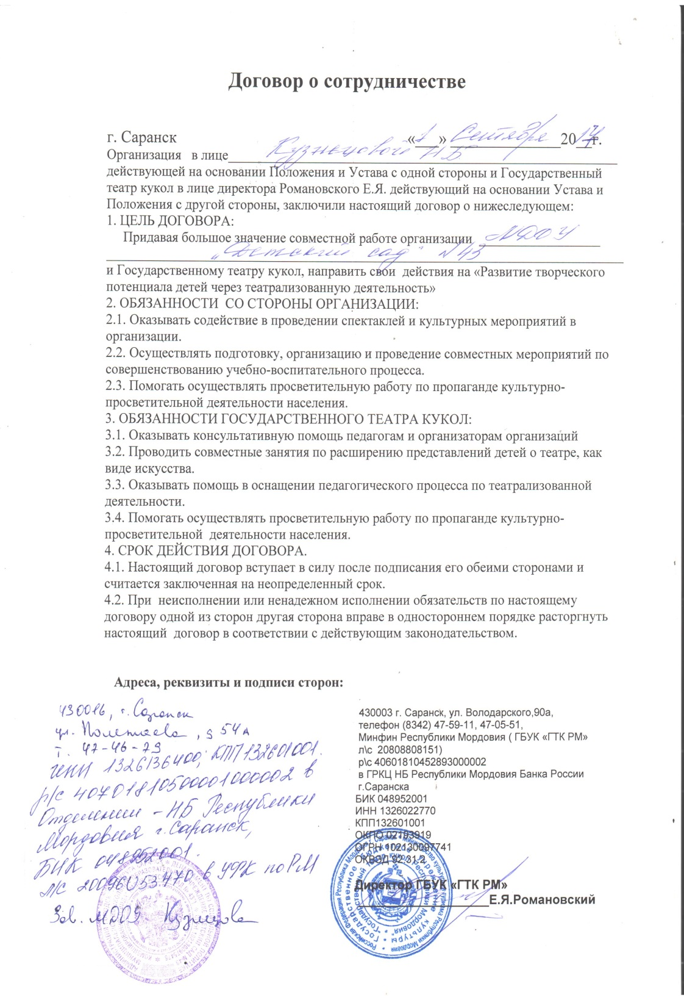 Договор о сотрудничестве
г. Саранск «1» Сентября 2017г.
Организация в лице Кузнецовой Н Б
действующей на основании Положения и Устава с одной стороны и Государственный
театр кукол в лице директора Романовского Е.Я. действующий на основании Устава и
Положения с другой стороны, заключили настоящий договор о нижеследующем:
1. ЦЕЛЬ ДОГОВОРА:
Придавая большое значение совместной работе организации МДОУ
„Детский сад" №43
и Государственному театру кукол, направить свои действия на «Развитие творческого
потенциала детей через театрализованную деятельность»
2. ОБЯЗАННОСТИ СО СТОРОНЫ ОРГАНИЗАЦИИ:
2.1. Оказывать содействие в проведении спектаклей и культурных мероприятий в
организации.
2.2. Осуществлять подготовку, организацию и проведение совместных мероприятий по
совершенствованию учебно-воспитательного процесса.
2.3. Помогать осуществлять просветительную работу по пропаганде культурно-
просветительной деятельности населения.
3. ОБЯЗАННОСТИ ГОСУДАРСТВЕННОГО ТЕАТРА КУКОЛ:
3.1. Оказывать консультативную помощь педагогам и организаторам организаций
3.2. Проводить совместные занятия по расширению представлений детей о театре, как
виде искусства.
3.3. Оказывать помощь в оснащении педагогического процесса по театрализованной
деятельности.
3.4. Помогать осуществлять просветительную работу по пропаганде культурно-
просветительной деятельности населения.
4. СРОК ДЕЙСТВИЯ ДОГОВОРА.
4.1. Настоящий договор вступает в силу после подписания его обеими сторонами и
считается заключенная на неопределенный срок.
4.2. При неисполнении или ненадежном исполнении обязательств по настоящему
договору одной из сторон другая сторона вправе в одностороннем порядке расторгнуть
настоящий договор в соответствии с действующим законодательством.
Адреса, реквизиты и подписи сторон:
430016, г. Саранск
ул. Полежаева, д 54А
т. 47-46-79
ИНН 1326136400; КПП 132601001.
р/с 40701810500001000002 в
Отделении - НБ Республики
Мордовия г. Саранск,
БИК 048952001.
л/с 20096U53470 в УФК по РМ
Зав. МДОУ Кузнецова
430003 г. Саранск, ул. Володарского,90а,
телефон (8342) 47-59-11, 47-05-51,
Минфин Республики Мордовия ( ГБУК «ГТК РМ»
л\с 20808808151)
р\с 40601810452893000002
в ГРКЦ НБ Республики Мордовия Банка России
г.Саранска
БИК 048952001
ИНН 1326022770
КПП132601001
ОКПО 02193919
ОГРН 102130097741
ОКВЭД 92.31.2
Директор ГБУК «ГТК РМ»
Е.Я.Романовский